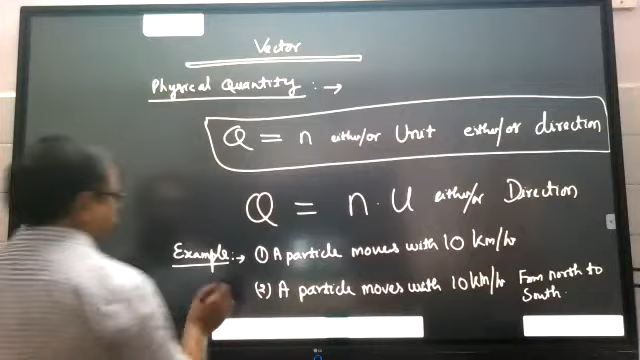 Vector
Physical Quantity :→
Q = n either/or Unit either/or direction
Q = n . u either/or Direction
Example :→ (1) A particle moves with 10 Km/hr
(2) A particle moves with 10 km/hr From north to
South.